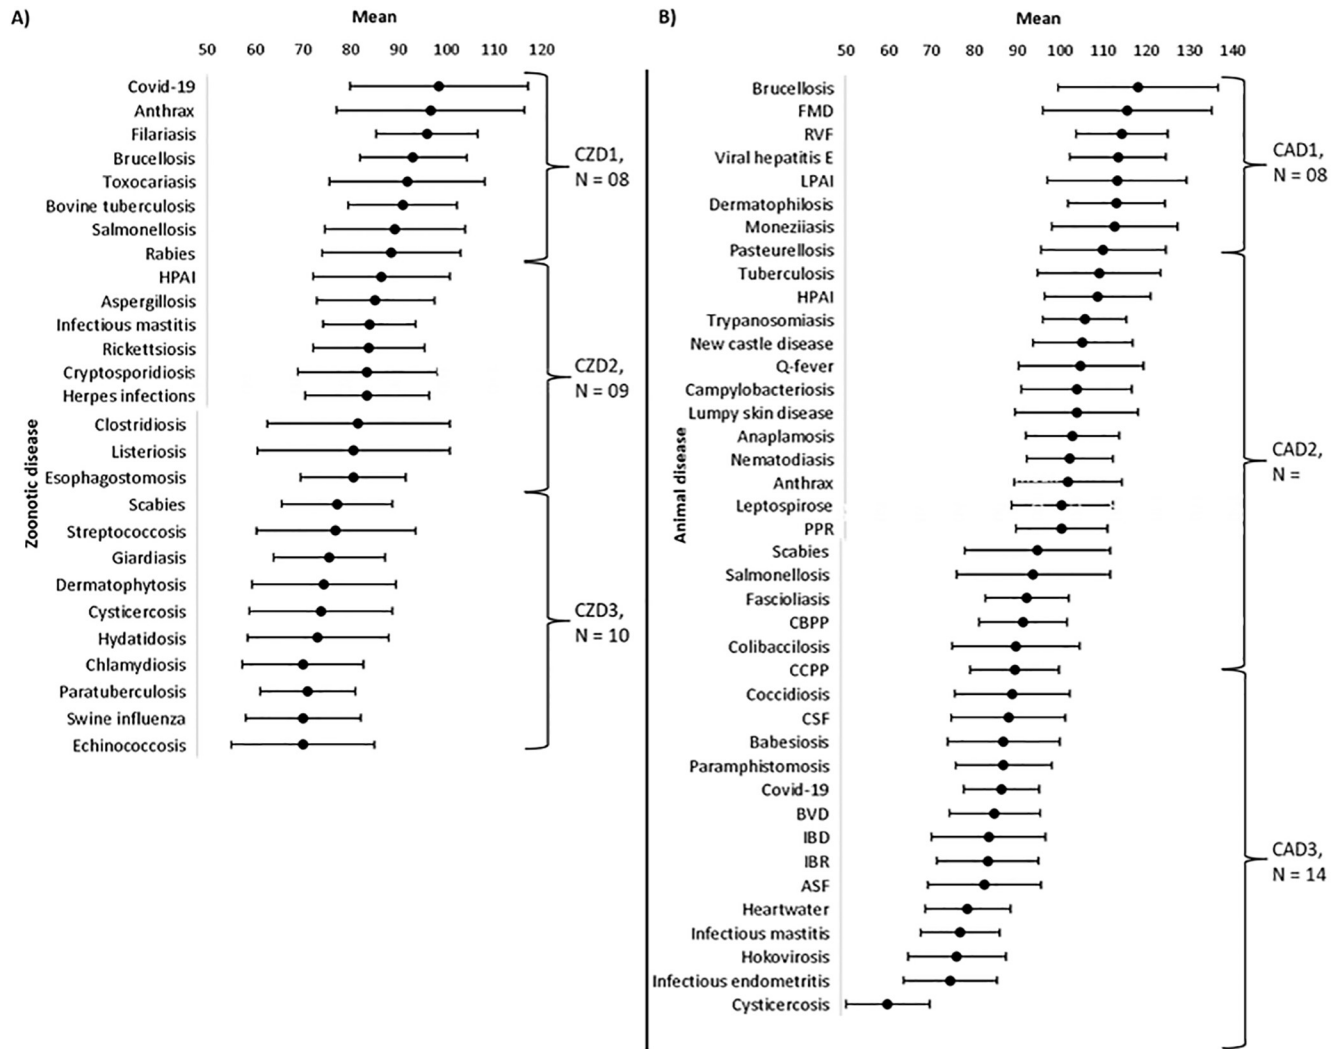 A)
Mean
50 60 70 80 90 100 110 120
Zoonotic disease
Covid-19
Anthrax
Filariasis
Brucellosis
Toxocariasis
Bovine tuberculosis
Salmonellosis
Rabies
HPAI
Aspergillosis
Infectious mastitis
Rickettsiosis
Cryptosporidiosis
Herpes infections
Clostridiosis
Listeriosis
Esophagostomosis
Scabies
Streptococcosis
Giardiasis
Dermatophytosis
Cysticercosis
Hydatidosis
Chlamydiosis
Paratuberculosis
Swine influenza
Echinococcosis
CZD1,
N = 08
CZD2,
N = 09
CZD3,
N = 10
B)
Mean
50 60 70 80 90 100 110 120 130 140
Animal disease
Brucellosis
FMD
RVF
Viral hepatitis E
LPAI
Dermatophilosis
Moneziiasis
Pasteurellosis
Tuberculosis
HPAI
Trypanosomiasis
New castle disease
Q-fever
Campylobacteriosis
Lumpy skin disease
Anaplamosis
Nematodiasis
Anthrax
Leptospirose
PPR
Scabies
Salmonellosis
Fascioliasis
CBPP
Colibaccilosis
CCPP
Coccidiosis
CSF
Babesiosis
Paramphistomosis
Covid-19
BVD
IBD
IBR
ASF
Heartwater
Infectious mastitis
Hokovirosis
Infectious endometritis
Cysticercosis
CAD1,
N = 08
CAD2,
N =
CAD3,
N = 14